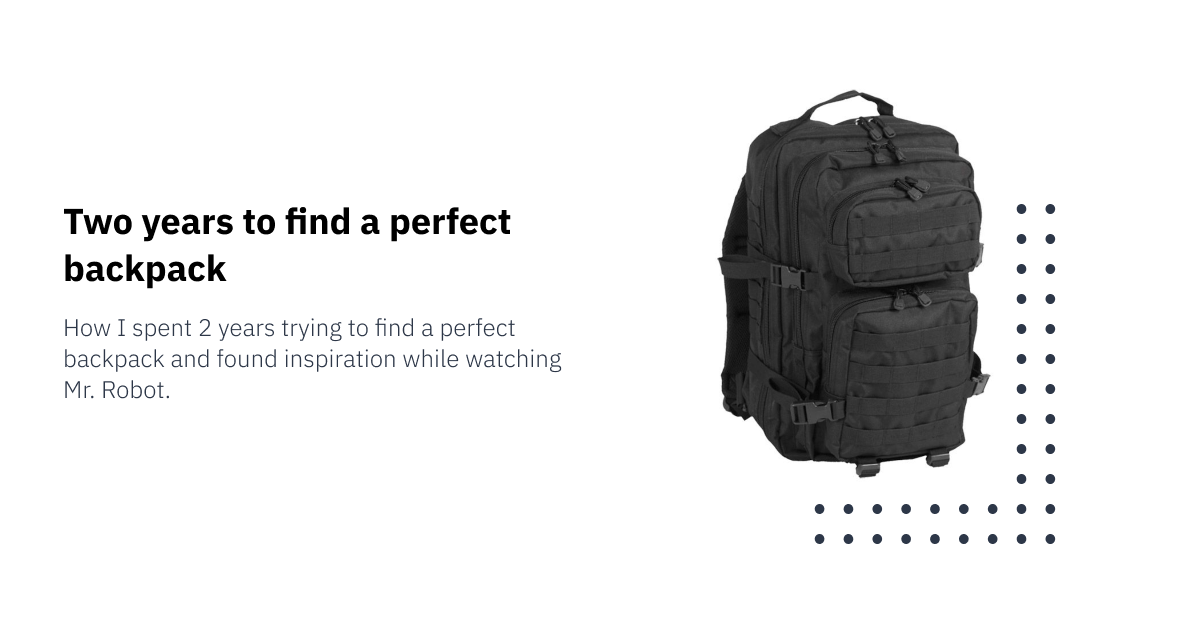 Two years to find a perfect
backpack
How I spent 2 years trying to find a perfect
backpack and found inspiration while watching
Mr. Robot.